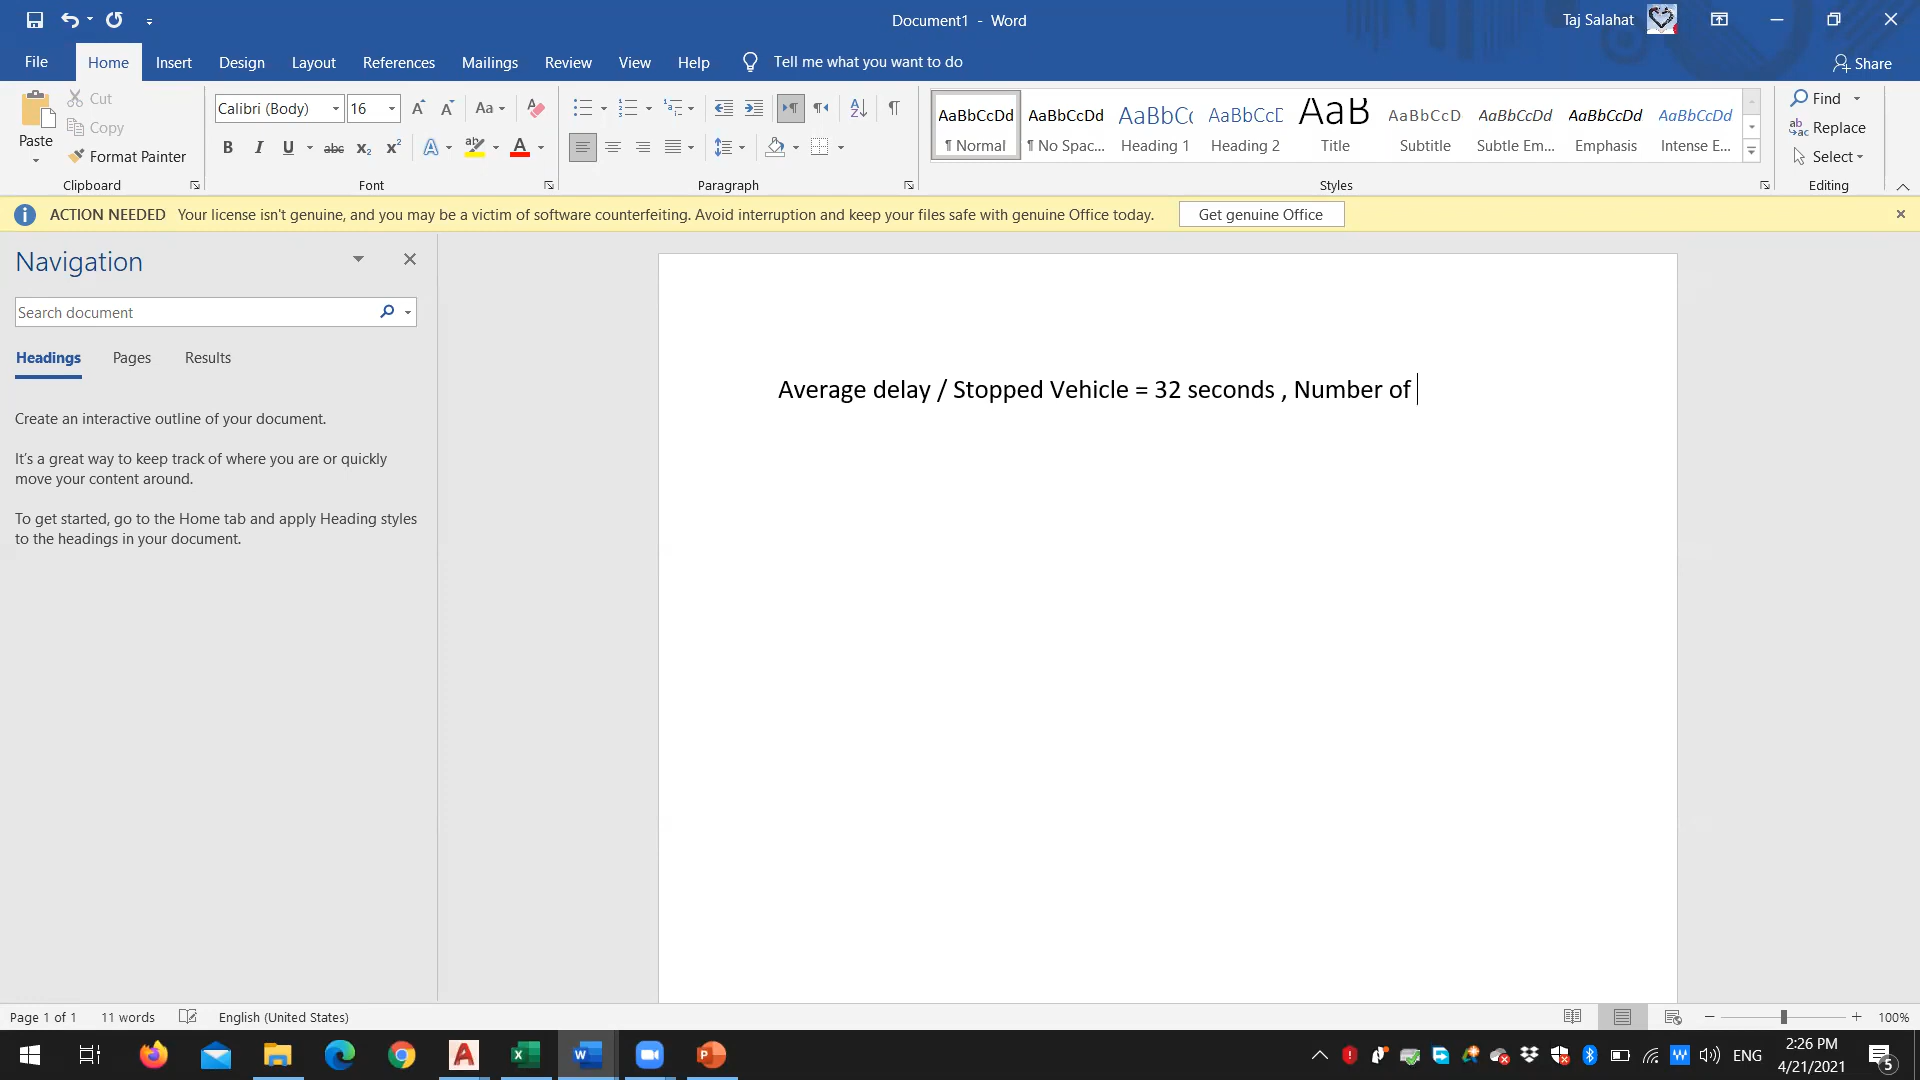 Document1 - Word
Taj Salahat
File Home Insert Design Layout References Mailings Review View Help Tell me what you want to do Share
Paste
Cut
Copy
Format Painter
Clipboard
Calibri (Body) 16
Font
Paragraph
AaBbCcDd ¶ Normal
AaBbCcDd ¶ No Spac...
AaBbCc Heading 1
AaBbCcD Heading 2
AaB Title
AaBbCcD Subtitle
AaBbCcDd Subtle Em...
AaBbCcDd Emphasis
AaBbCcDd Intense E...
Styles
Find
Replace
Select
Editing
ACTION NEEDED Your license isn't genuine, and you may be a victim of software counterfeiting. Avoid interruption and keep your files safe with genuine Office today. Get genuine Office
Navigation
Search document
Headings Pages Results
Create an interactive outline of your document.
It's a great way to keep track of where you are or quickly
move your content around.
To get started, go to the Home tab and apply Heading styles
to the headings in your document.
Average delay / Stopped Vehicle = 32 seconds , Number of
Page 1 of 1 11 words English (United States) 100%
ENG
2:26 PM
4/21/2021
5